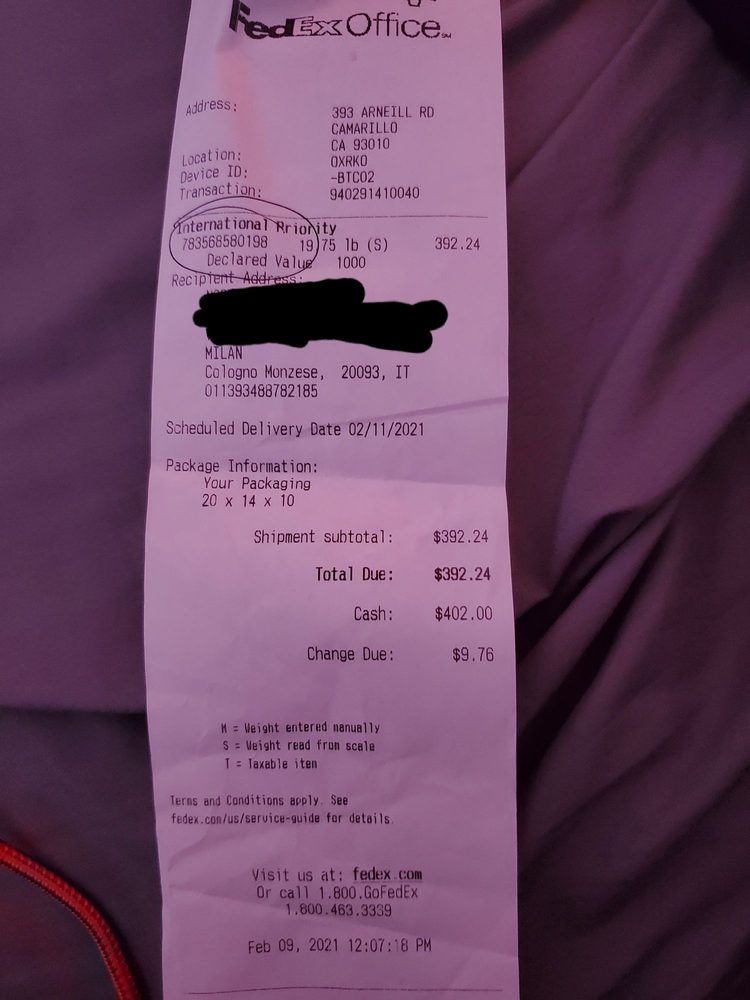 FedEx Office SM
Address: 393 ARNEILL RD
CAMARILLO
CA 93010
Location: OXRKO
Device ID: -BTC02
Transaction: 940291410040
International Priority
783568580198 19.75 lb (S) 392.24
Declared Value 1000
Recipient Address:
MILAN
Cologno Monzese, 20093, IT
011393488782185
Scheduled Delivery Date 02/11/2021
Package Information:
Your Packaging
20 x 14 x 10
Shipment subtotal: $392.24
Total Due: $392.24
Cash: $402.00
Change Due: $9.76
M = Weight entered manually
S = Weight read from scale
T = Taxable item
Terms and Conditions apply. See
fedex.com/us/service-guide for details.
Visit us at: fedex.com
Or call 1.800.GoFedEx
1.800.463.3339
Feb 09, 2021 12:07:18 PM